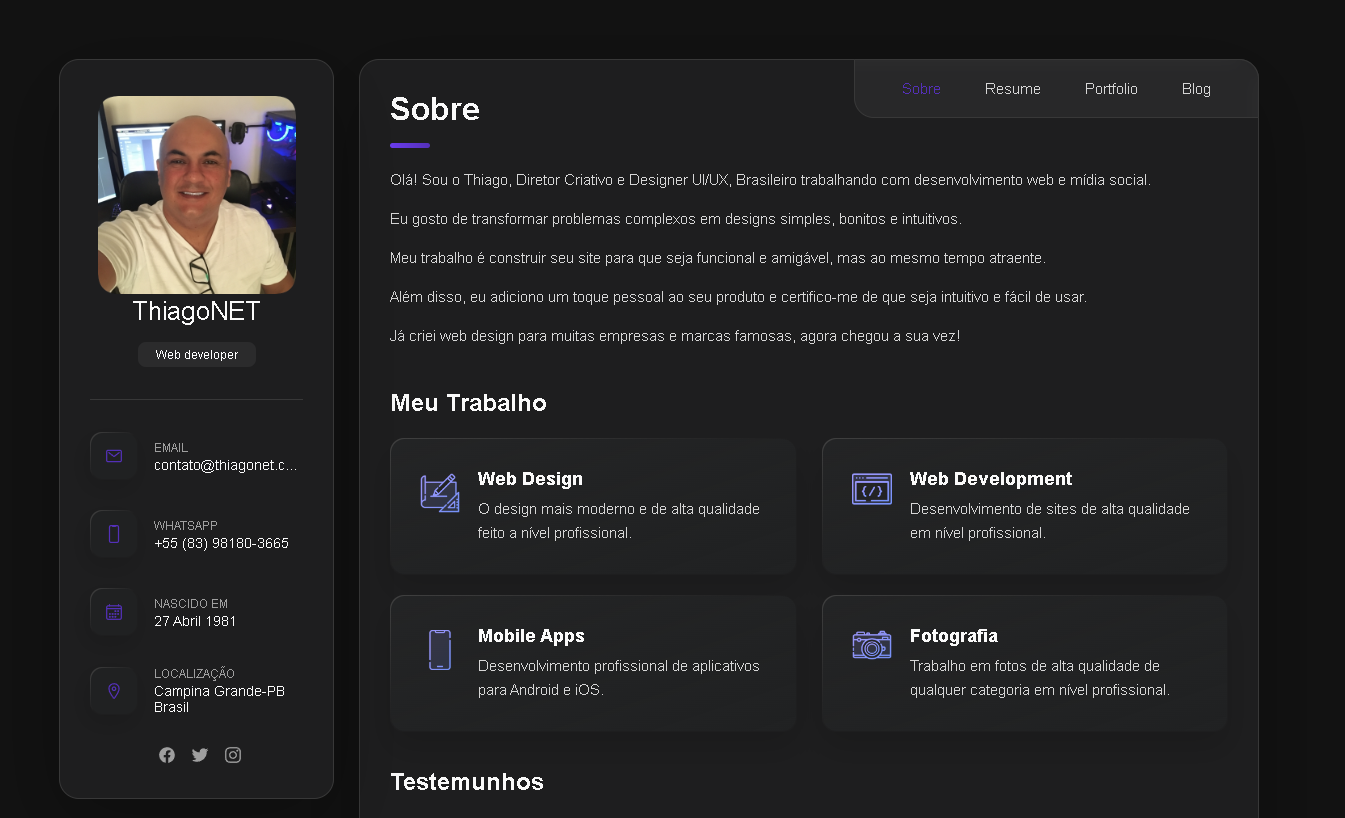 ThiagoNET
Web developer
EMAIL
contato@thiagonet.c...
WHATSAPP
+55 (83) 98180-3665
NASCIDO EM
27 Abril 1981
LOCALIZAÇÃO
Campina Grande-PB
Brasil
Sobre Resume Portfolio Blog
Sobre
Olá! Sou o Thiago, Diretor Criativo e Designer UI/UX, Brasileiro trabalhando com desenvolvimento web e mídia social.
Eu gosto de transformar problemas complexos em designs simples, bonitos e intuitivos.
Meu trabalho é construir seu site para que seja funcional e amigável, mas ao mesmo tempo atraente.
Além disso, eu adiciono um toque pessoal ao seu produto e certifico-me de que seja intuitivo e fácil de usar.
Já criei web design para muitas empresas e marcas famosas, agora chegou a sua vez!
Meu Trabalho
Web Design
O design mais moderno e de alta qualidade
feito a nível profissional.
Web Development
Desenvolvimento de sites de alta qualidade
em nível profissional.
Mobile Apps
Desenvolvimento profissional de aplicativos
para Android e iOS.
Fotografia
Trabalho em fotos de alta qualidade de
qualquer categoria em nível profissional.
Testemunhos